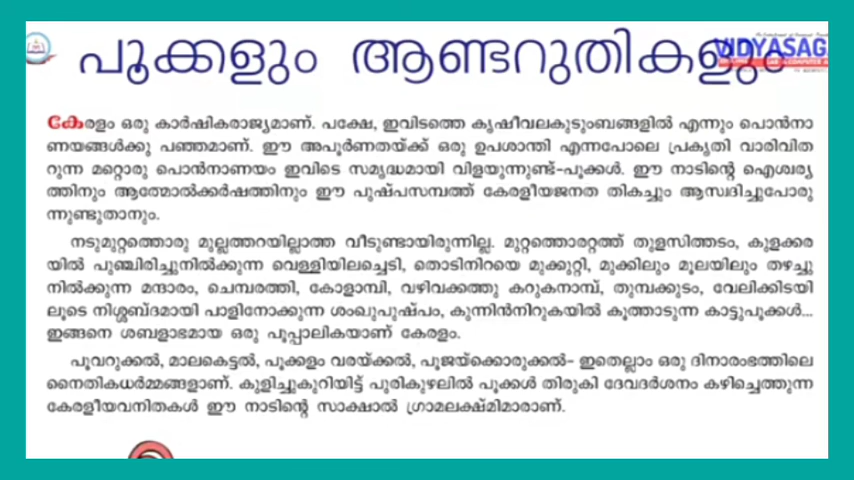 പൂക്കളും ആണ്ടറുതികളും
VIDYASAG
കേരളം ഒരു കാർഷികരാജ്യമാണ്. പക്ഷേ, ഇവിടത്തെ കൃഷീവലകുടുംബങ്ങളിൽ എന്നും പൊൻനാ
ണയങ്ങൾക്കു പഞ്ഞമാണ്. ഈ അപൂർണതയ്ക്ക് ഒരു ഉപശാന്തി എന്നപോലെ പ്രകൃതി വാരിവിത
റുന്ന മറ്റൊരു പൊൻനാണയം ഇവിടെ സമൃദ്ധമായി വിളയുന്നുണ്ട്-പൂക്കൾ. ഈ നാടിന്റെ ഐശ്വര്യ
ത്തിനും ആത്മോൽക്കർഷത്തിനും ഈ പുഷ്പസമ്പത്ത് കേരളീയജനത തികച്ചും ആസ്വദിച്ചുപോരു
ന്നുണ്ടുതാനും.
നടുമുറ്റത്തൊരു മുല്ലത്തറയില്ലാത്ത വീടുണ്ടായിരുന്നില്ല. മുറ്റത്തൊരറ്റത്ത് തുളസിത്തടം, കുളക്കര
യിൽ പുഞ്ചിരിച്ചുനിൽക്കുന്ന വെള്ളിയിലച്ചെടി, തൊടിനിറയെ മുക്കുറ്റി, മുക്കിലും മൂലയിലും തഴച്ചു
നിൽക്കുന്ന മന്ദാരം, ചെമ്പരത്തി, കോളാമ്പി, വഴിവക്കത്തു കറുകനാമ്പ്, തുമ്പക്കുടം, വേലിക്കിടയി
ലൂടെ നിശ്ശബ്ദമായി പാളിനോക്കുന്ന ശംഖുപുഷ്പം, കുന്നിൻനിറുകയിൽ കൂത്താടുന്ന കാട്ടുപൂക്കൾ...
ഇങ്ങനെ ശബളാഭമായ ഒരു പൂപ്പാലികയാണ് കേരളം.
പൂവറുക്കൽ, മാലകെട്ടൽ, പൂക്കളം വരയ്ക്കൽ, പൂജയ്ക്കൊരുക്കൽ- ഇതെല്ലാം ഒരു ദിനാരംഭത്തിലെ
നൈതികധർമ്മങ്ങളാണ്. കുളിച്ചുകുറിയിട്ട് പുരികുഴലിൽ പൂക്കൾ തിരുകി ദേവദർശനം കഴിച്ചെത്തുന്ന
കേരളീയവനിതകൾ ഈ നാടിന്റെ സാക്ഷാൽ ഗ്രാമലക്ഷ്മിമാരാണ്.